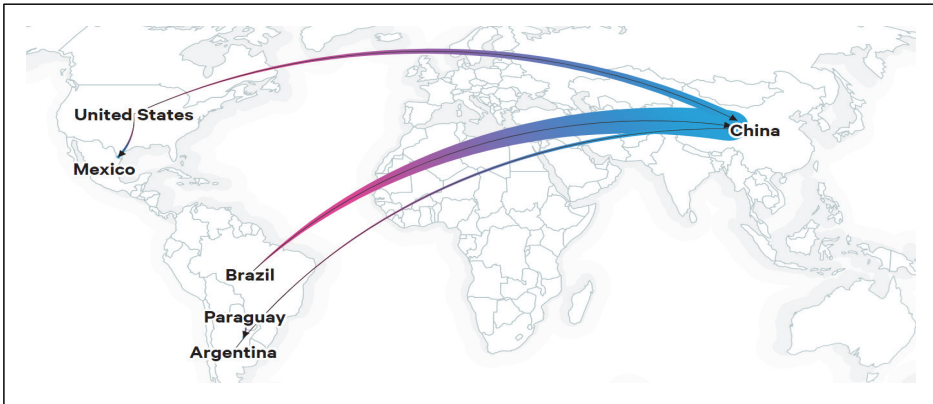 United States
China
Mexico
Brazil
Paraguay
Argentina